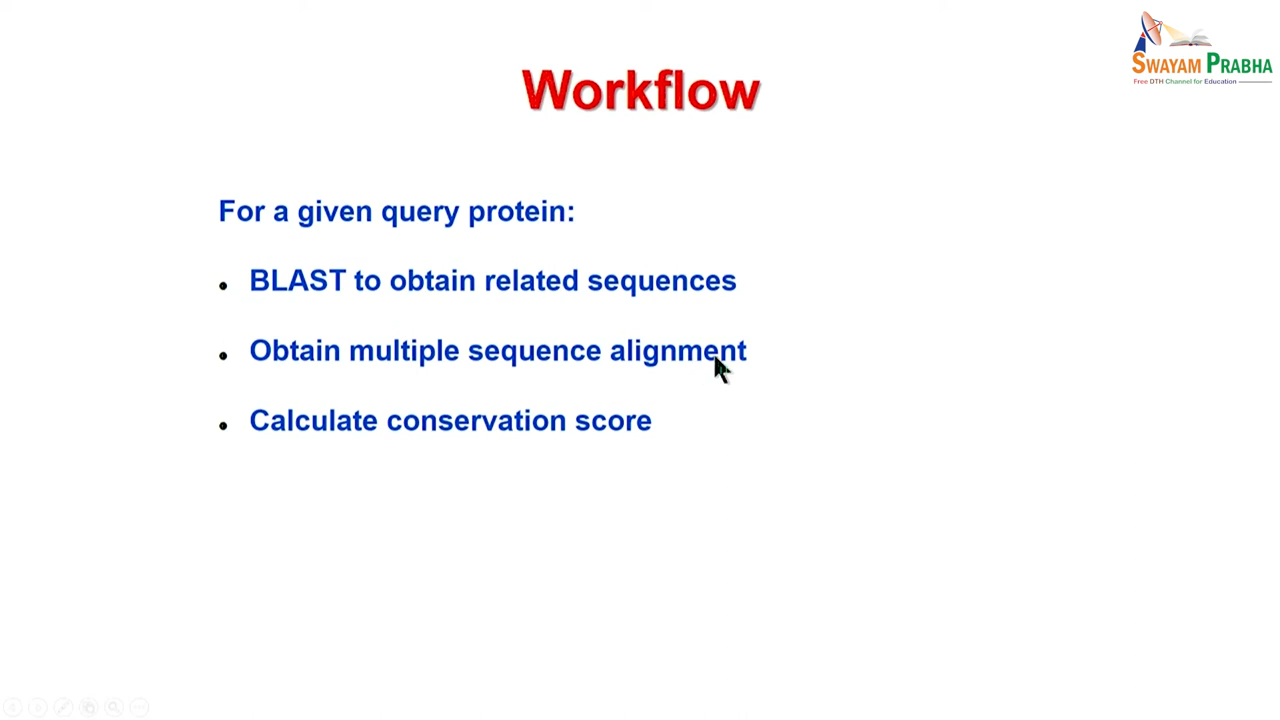 SWAYAM PRABHA
Free DTH Channel for Education
Workflow
For a given query protein:
• BLAST to obtain related sequences
• Obtain multiple sequence alignment
• Calculate conservation score